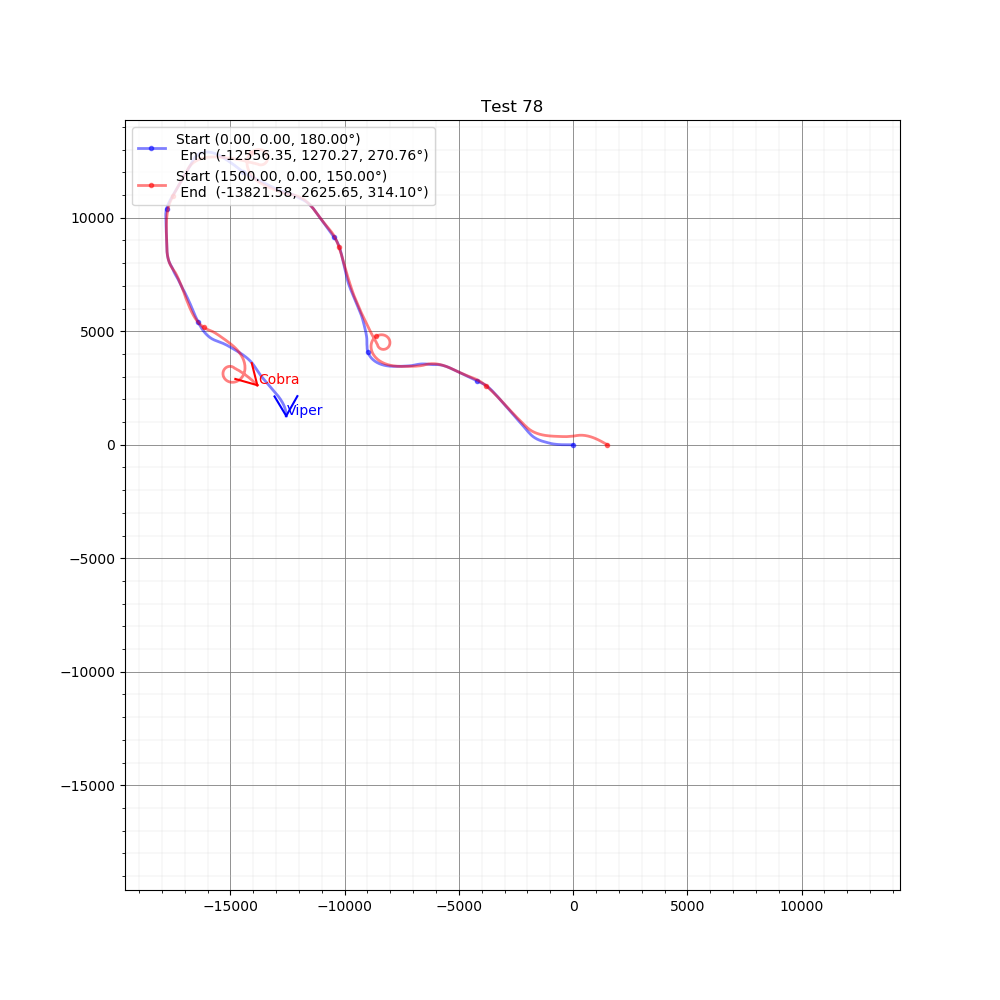 Test 78
Start (0.00, 0.00, 180.00°)
End (-12556.35, 1270.27, 270.76°)
Start (1500.00, 0.00, 150.00°)
End (-13821.58, 2625.65, 314.10°)
10000
5000
Cobra
Viper
0
−5000
−10000
−15000
−15000 −10000 −5000 0 5000 10000